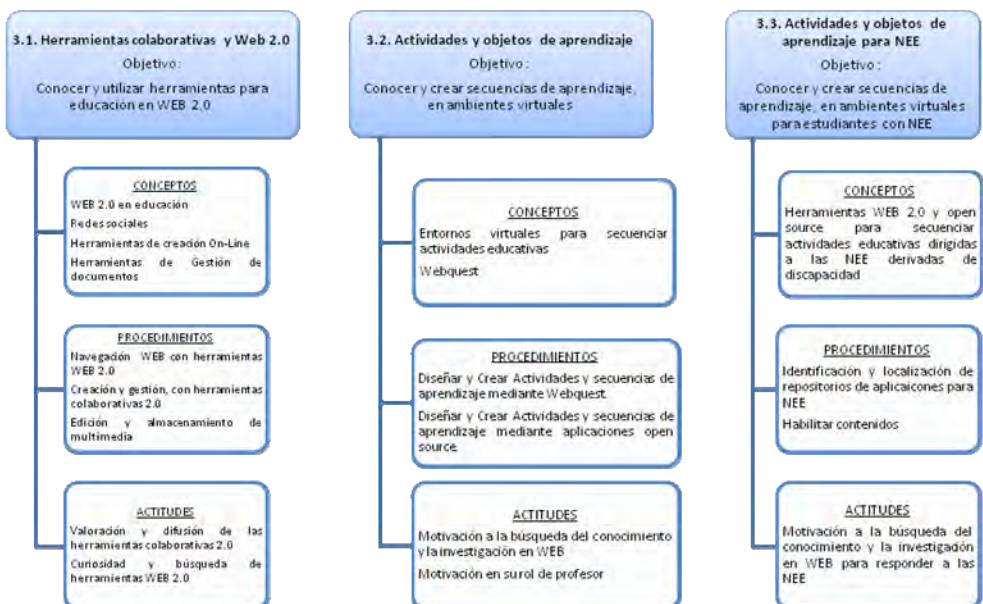 3.1. Herramientas colaborativas y Web 2.0
Objetivo:
Conocer y utilizar herramientas para
educación en WEB 2.0
CONCEPTOS
WEB 2.0 en educación
Redes sociales
Herramientas de creación On-Line
Herramientas de Gestión de
documentos
PROCEDIMIENTOS
Navegación WEB con herramientas
WEB 2.0
Creación y gestión, con herramientas
colaborativas 2.0
Edición y almacenamiento de
multimedia
ACTITUDES
Valoración y difusión de las
herramientas colaborativas 2.0
Curiosidad y búsqueda de
herramientas WEB 2.0
3.2. Actividades y objetos de aprendizaje
Objetivo:
Conocer y crear secuencias de aprendizaje,
en ambientes virtuales
CONCEPTOS
Entornos virtuales para secuenciar
actividades educativas
Webquest
PROCEDIMIENTOS
Diseñar y Crear Actividades y secuencias de
aprendizaje mediante Webquest.
Diseñar y Crear Actividades y secuencias de
aprendizaje mediante aplicaciones open
source.
ACTITUDES
Motivación a la búsqueda del conocimiento
y la investigación en WEB
Motivación en su rol de profesor
3.3. Actividades y objetos de
aprendizaje para NEE
Objetivo:
Conocer y crear secuencias de
aprendizaje, en ambientes virtuales
para estudiantes con NEE
CONCEPTOS
Herramientas WEB 2.0 y open
source para secuenciar
actividades educativas dirigidas
a las NEE derivadas de
discapacidad
PROCEDIMIENTOS
Identificación y localización de
repositorios de aplicaicones para
NEE
Habilitar contenidos
ACTITUDES
Motivación a la búsqueda del
conocimiento y la investigación
en WEB para responder a las
NEE